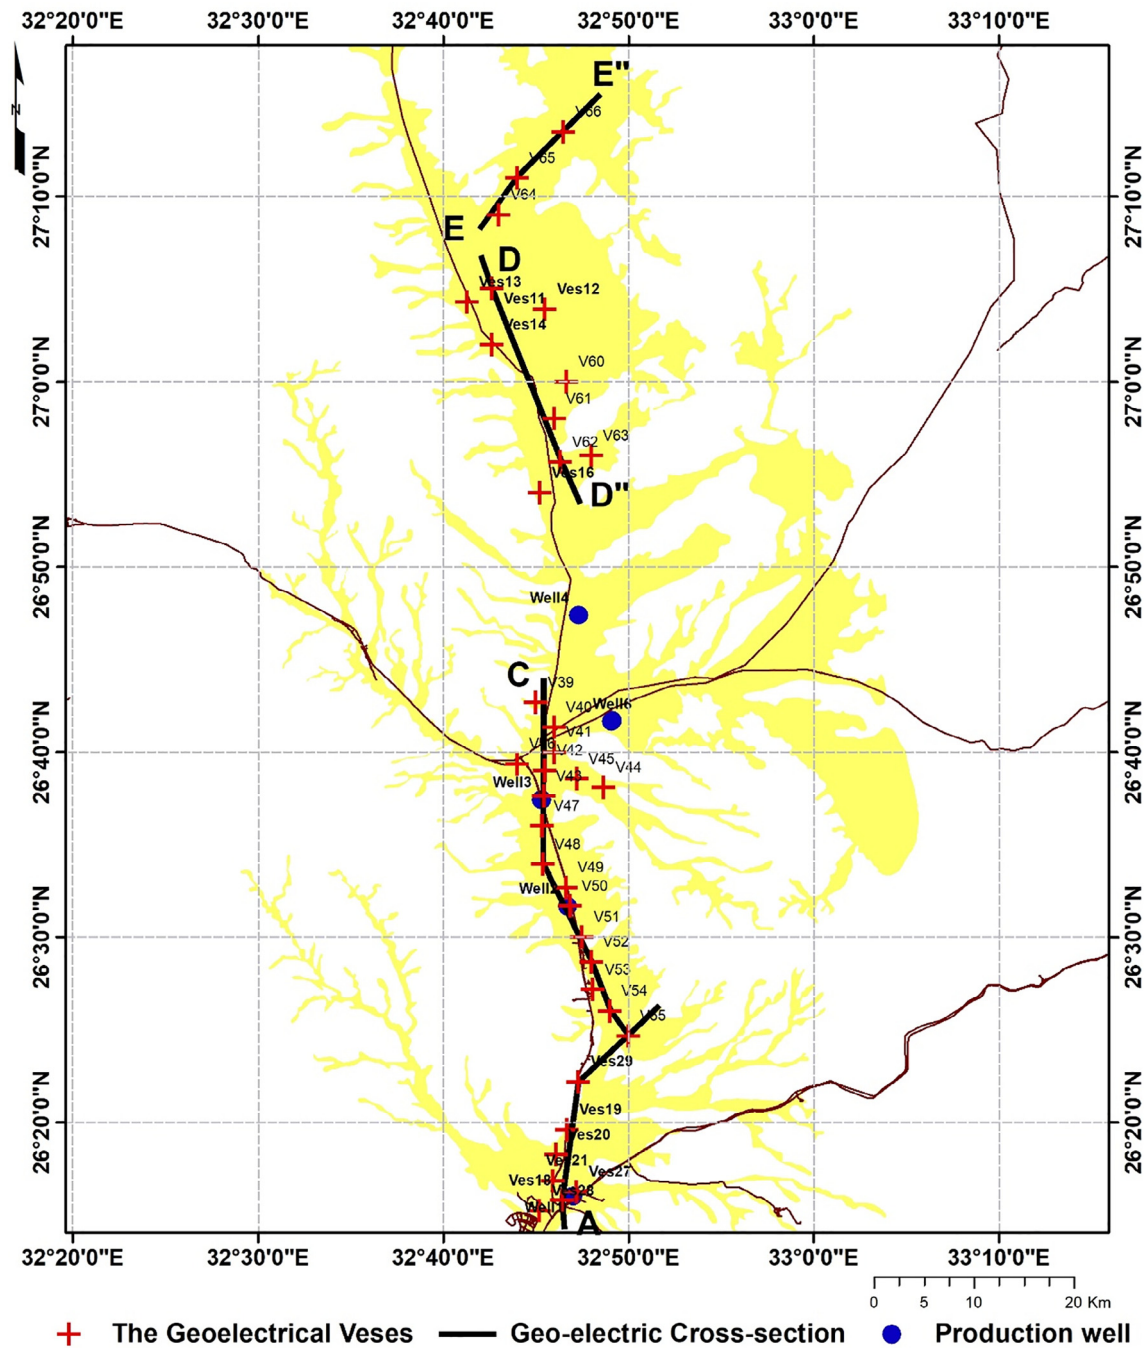 32°20'0"E 32°30'0"E 32°40'0"E 32°50'0"E 33°0'0"E 33°10'0"E
N
E"
V66
V65
27°10'0"N 27°10'0"N
V64
E
D
Ves13
Ves12
Ves11
Ves14
V60
27°0'0"N 27°0'0"N
V61
V63
V62
Ves16
D"
26°50'0"N 26°50'0"N
Well4
C
V39
Well6
V40
V41
26°40'0"N 26°40'0"N
V42
V45
V44
V43
Well3
V47
V48
V49
V50
Well2
V51
26°30'0"N 26°30'0"N
V52
V53
V54
V55
Ves29
Ves19
26°20'0"N 26°20'0"N
Ves20
Ves21
Ves27
Ves18
Ves28
Well1
A
32°20'0"E 32°30'0"E 32°40'0"E 32°50'0"E 33°0'0"E 33°10'0"E
0 5 10 20 Km
The Geoelectrical Veses Geo-electric Cross-section Production well